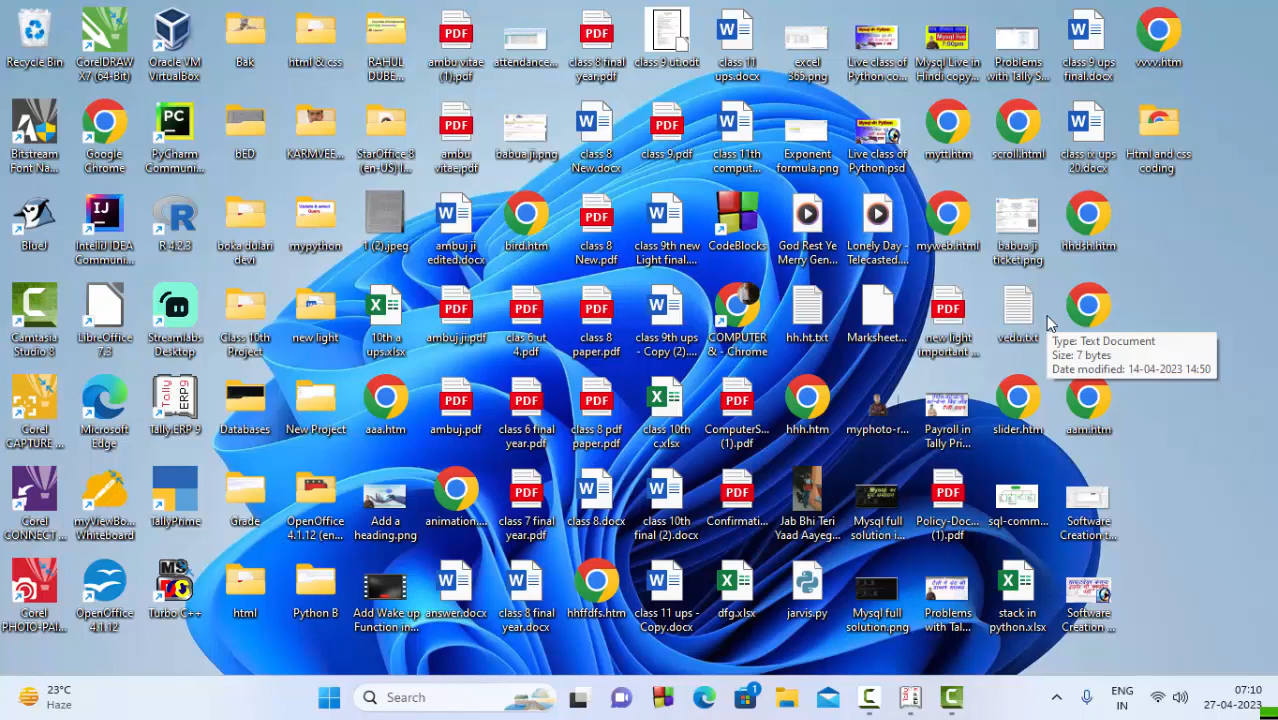 Recycle Bin
CorelDRAW
X7 (64-Bit)
Oracle VM
VirtualBox
Bak
html & css
RAHUL
DUBE...
ambu vitae
(1).pdf
attendance...
class 8 final
year.pdf
class 9 ut.odt
class 11
ups.docx
excel
365.png
Live class of
Python co...
Mysql Live in
Hindi copy...
Problems
with Tally S...
class 9 ups
final.docx
vvvv.htm
Bitstream
Font Na...
Google
Chrome
PyCharm
Communi...
bED
KARMVEE...
StarOffice 8
(en-US) I...
ambu
vitae.pdf
babua ji.png
class 8
New.docx
class 9.pdf
class 11th
comput...
Exponent
formula.png
Live class of
Python.psd
mytt.htm
scroll.html
class ix ups
20.docx
Html and css
coding
BlueJ
IntelliJ IDEA
Communi...
R 4.2.3
boka dulari
devi
mypython
1 (2).jpeg
ambuj ji
edited.docx
bird.htm
class 8
New.pdf
class 9th new
Light final....
CodeBlocks
God Rest Ye
Merry Gen...
Lonely Day -
Telecasted....
myweb.html
babua ji
ticket.png
hhdsh.htm
Camtasia
Studio 8
LibreOffice
7.3
Streamlabs
Desktop
Class 10th
Project
new light
10th a
ups.xlsx
ambuj ji.pdf
clas 6 ut
4.pdf
class 8
paper.pdf
class 9th ups
- Copy (2)....
COMPUTER
& - Chrome
hh.ht.txt
Marksheet...
new light
important ...
vedu.txt
Type: Text Document
Size: 7 bytes
Date modified: 14-04-2023 14:50
Corel
CAPTURE ...
Microsoft
Edge
Tally.ERP 9
Databases
New Project
aaa.htm
ambuj.pdf
class 6 final
year.pdf
class 8 pdf
paper.pdf
class 10th
c.xlsx
ComputerS...
(1).pdf
hhh.htm
myphoto-r...
Payroll in
Tally Pri...
slider.htm
aam.htm
Corel
CONNECT ...
myViewBo...
Whiteboard
TallyPrime
Grade
OpenOffice
4.1.12 (en...
Add a
heading.png
animation....
class 7 final
year.pdf
class 8.docx
class 10th
final (2).docx
Confirmati...
Jab Bhi Teri
Yaad Aayeg...
Mysql full
solution i...
Policy-Doc...
(1).pdf
sql-comm...
Software
Creation t...
Corel
PHOTO-PAI...
OpenOffice
4.1.12
Turbo C++
html
Python B
Add Wake up
Function in...
answer.docx
class 8 final
year.docx
hhffdfs.htm
class 11 ups -
Copy.docx
dfg.xlsx
jarvis.py
Mysql full
solution.png
Problems
with Tal...
stack in
python.xlsx
Software
Creation ...
23°C
Haze
Search
1
ENG
IN
07:10
27-04-2023